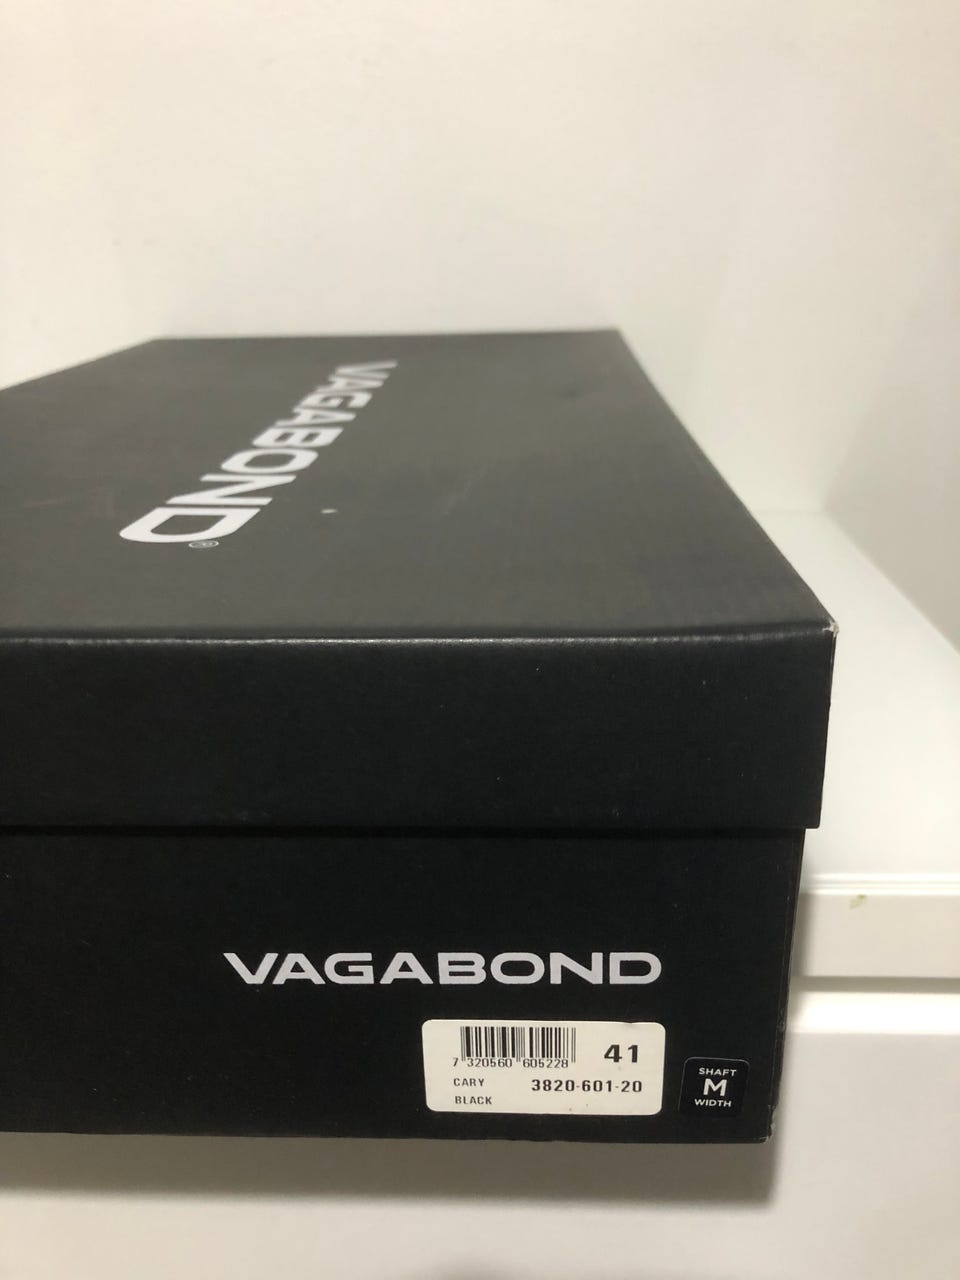 VAGABOND®
VAGABOND
7 320560 605228
41
CARY 3820-601-20
BLACK
SHAFT
M
WIDTH